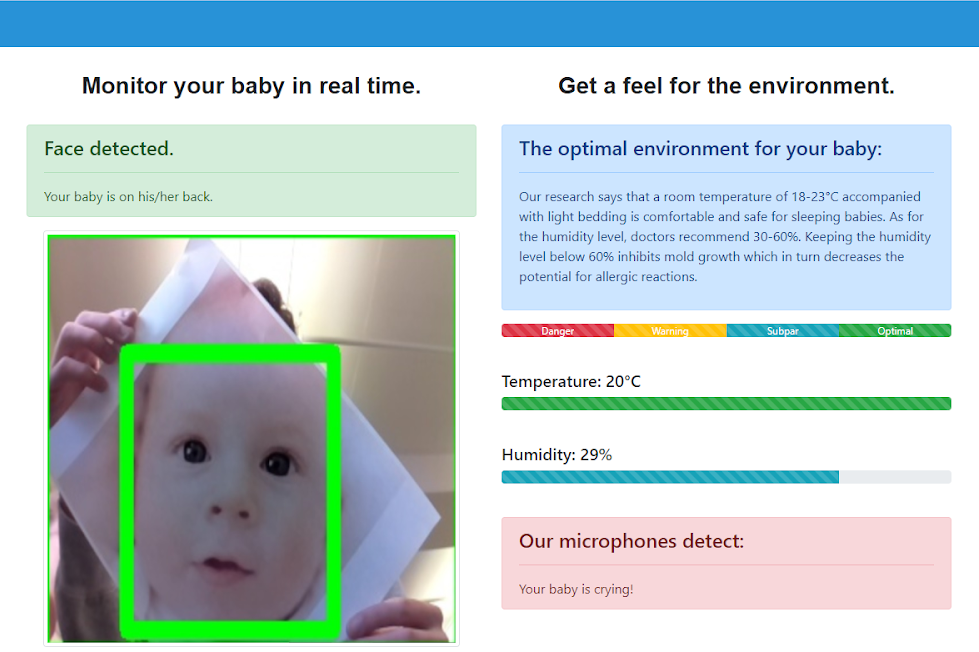 Monitor your baby in real time.
Face detected.
Your baby is on his/her back.
Get a feel for the environment.
The optimal environment for your baby:
Our research says that a room temperature of 18-23°C accompanied
with light bedding is comfortable and safe for sleeping babies. As for
the humidity level, doctors recommend 30-60%. Keeping the humidity
level below 60% inhibits mold growth which in turn decreases the
potential for allergic reactions.
Danger Warning Subpar Optimal
Temperature: 20°C
Humidity: 29%
Our microphones detect:
Your baby is crying!